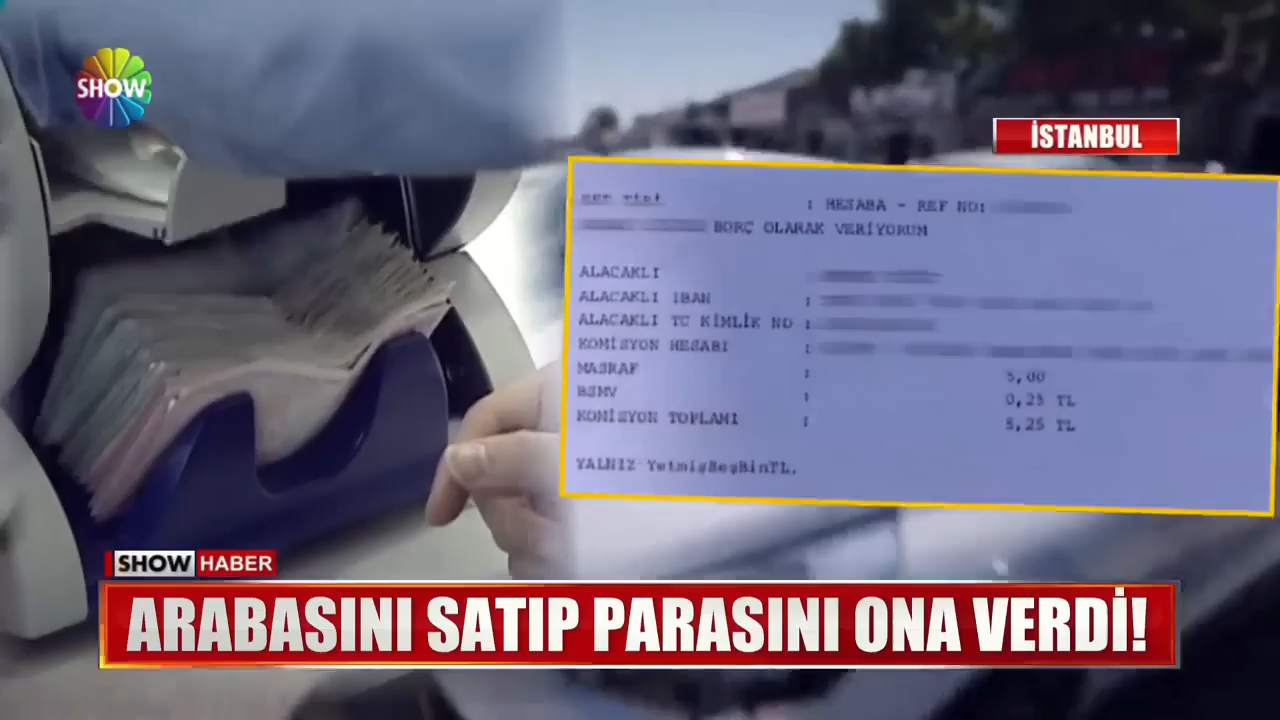 SHOW
İSTANBUL
: HESABA - REF NO:
BORÇ OLARAK VERİYORUM
ALACAKLI
ALACAKLI IBAN :
ALACAKLI TC KİMLİK NO :
KOMİSYON HESABI :
MASRAF : 5,00
BSMV : 0,25 TL
KOMİSYON TOPLAMI : 5,25 TL
YALNIZ YetmişBeşBinTL.
SHOW HABER
ARABASINI SATIP PARASINI ONA VERDİ!